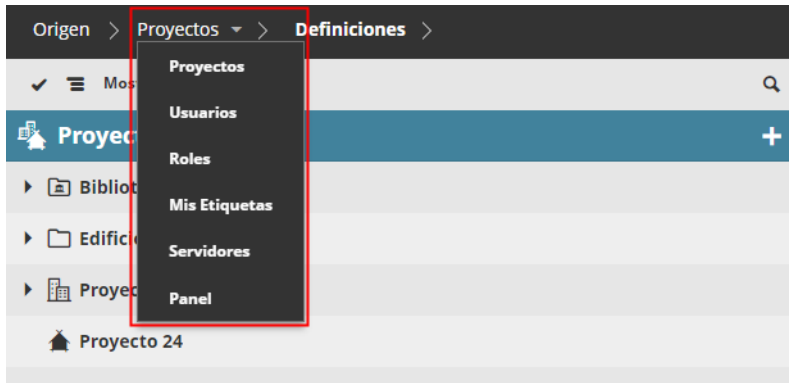 Origen > Proyectos > Definiciones >
Proyectos
Usuarios
Roles
Mis Etiquetas
Servidores
Panel
Proyecto 24